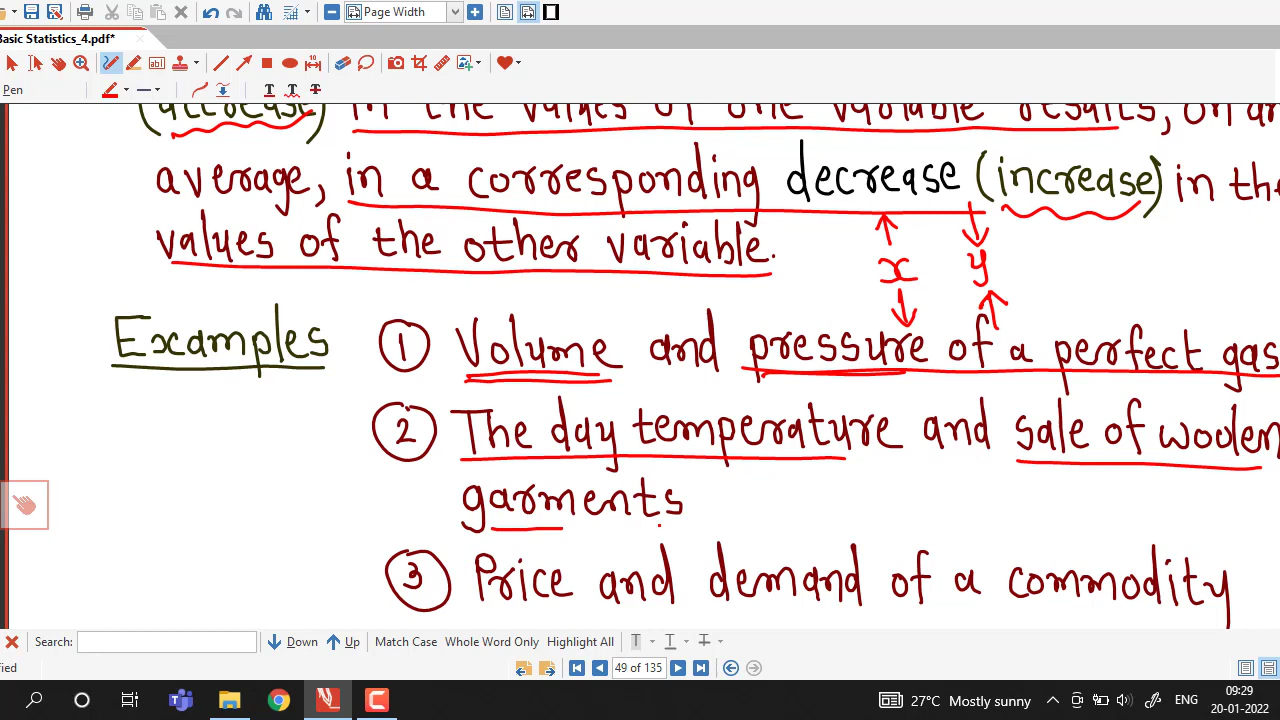 Page Width
Basic Statistics_4.pdf*
Pen
in the values of one variable results, on an
average, in a corresponding decrease (increase) in the
values of the other variable.
x y
Examples ① Volume and pressure of a perfect gas
② The day temperature and sale of woolen
garments
③ Price and demand of a commodity
Search: Down Up Match Case Whole Word Only Highlight All T T T
49 of 135
27°C Mostly sunny ENG 09:29
20-01-2022